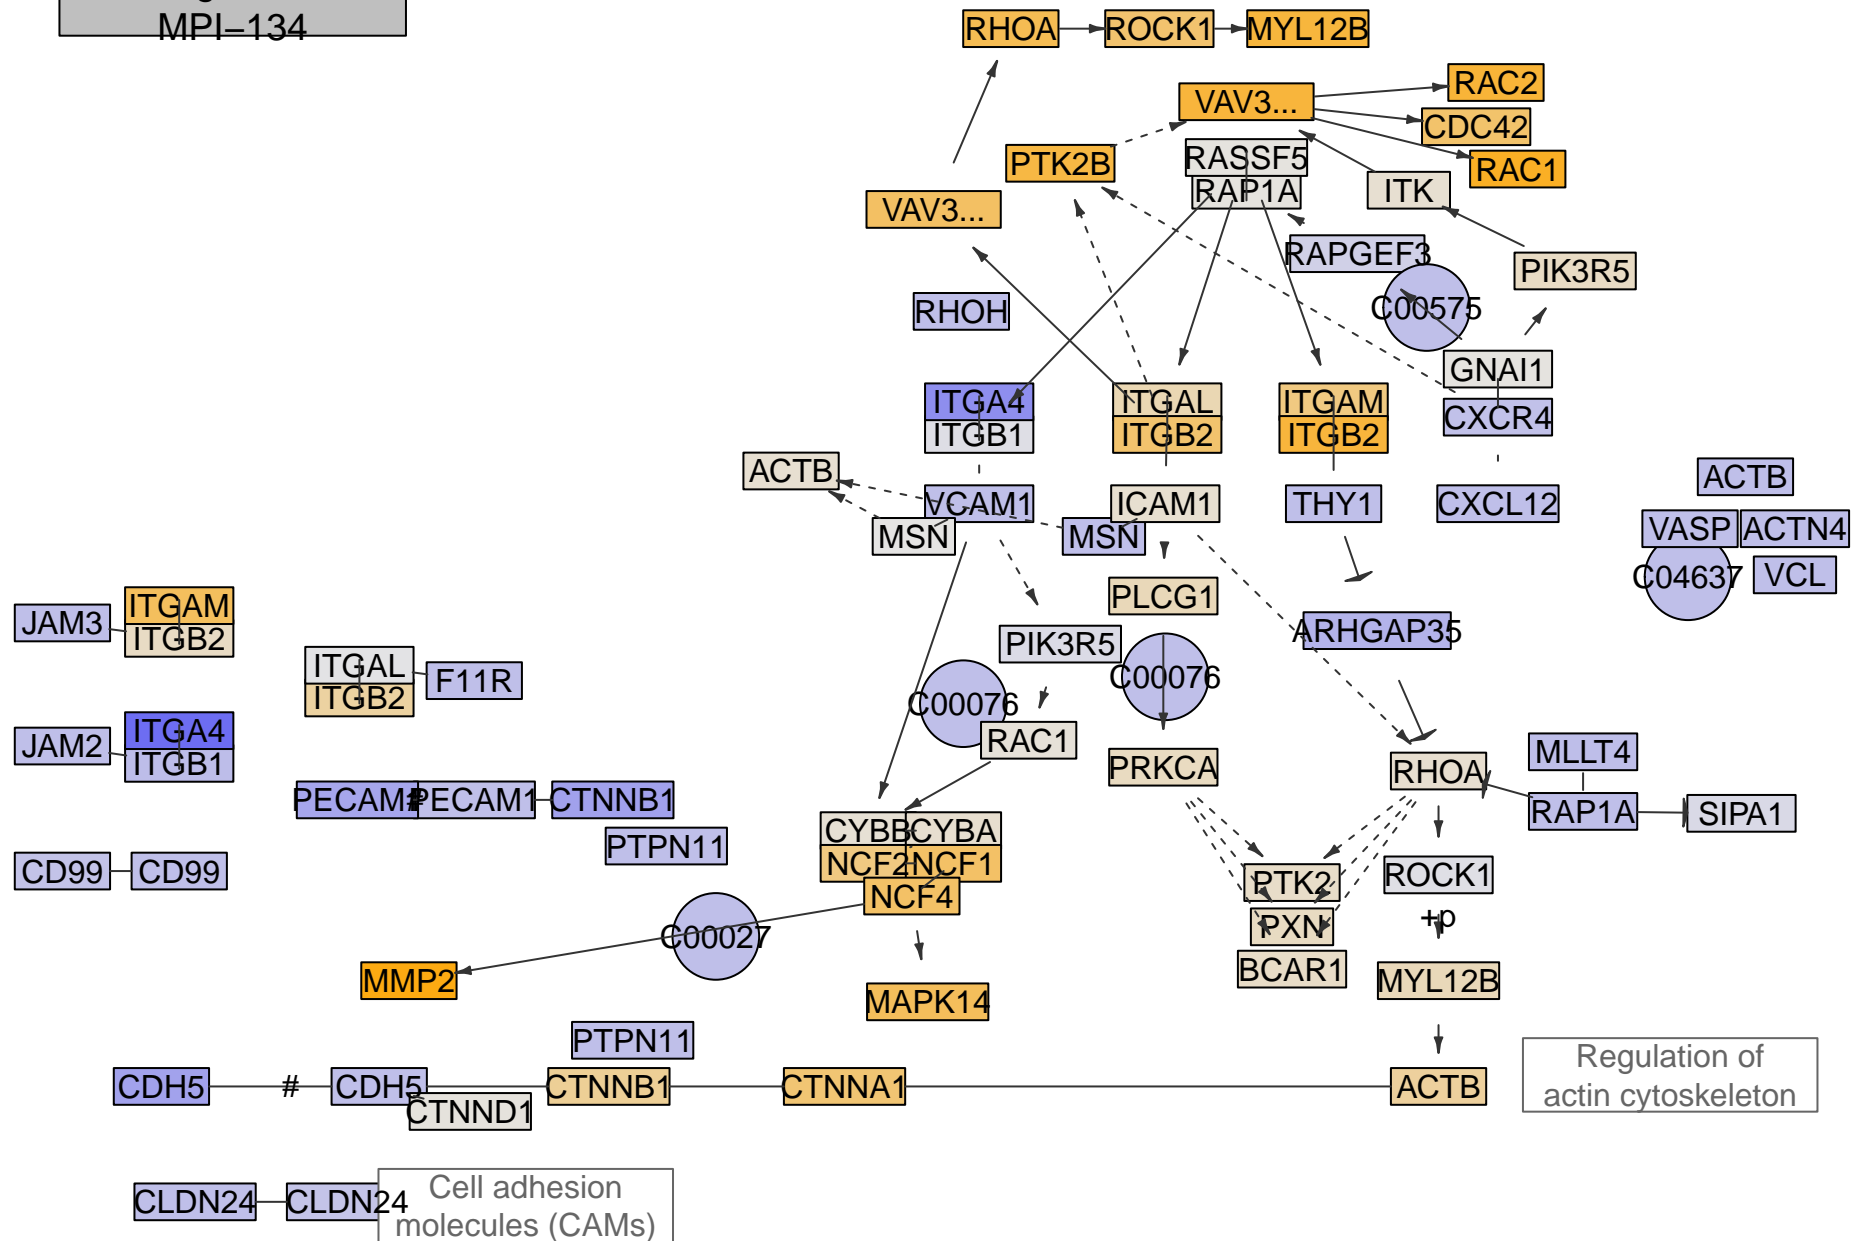 MPI−134
RHOA
ROCK1
MYL12B
RAC2
VAV3...
CDC42
RASSF5
PTK2B
RAC1
RAP1A
ITK
VAV3...
RAPGEF3
PIK3R5
C00575
RHOH
GNAI1
ITGA4
ITGAL
ITGAM
CXCR4
ITGB1
ITGB2
ITGB2
ACTB
ACTB
VCAM1
ICAM1
THY1
CXCL12
MSN
MSN
VASP
ACTN4
C04637
VCL
PLCG1
ITGAM
JAM3
ITGB2
ARHGAP35
PIK3R5
ITGAL
F11R
ITGB2
C00076
C00076
ITGA4
JAM2
ITGB1
RAC1
MLLT4
PRKCA
RHOA
PECAM1
#
PECAM1
CTNNB1
RAP1A
SIPA1
CYBB
CYBA
PTPN11
NCF2
NCF1
CD99
CD99
PTK2
ROCK1
NCF4
+p
PXN
C00027
BCAR1
MMP2
MYL12B
MAPK14
PTPN11
Regulation of
actin cytoskeleton
CDH5
#
CDH5
CTNNB1
CTNNA1
ACTB
CTNND1
CLDN24
CLDN24
Cell adhesion
molecules (CAMs)